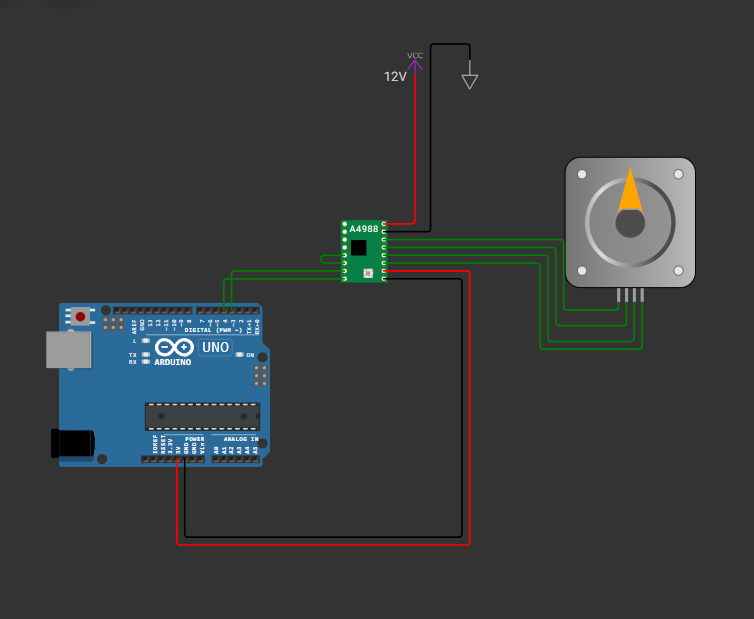 VCC
12V
A4988
AREF
GND
13
12
~11
~10
~9
8
7
~6
~5
4
~3
2
TX→1
RX←0
DIGITAL (PWM ~)
L
TX
RX
ARDUINO
UNO
ON
IOREF
RESET
3.3V
5V
GND
GND
Vin
POWER
ANALOG IN
A0
A1
A2
A3
A4
A5